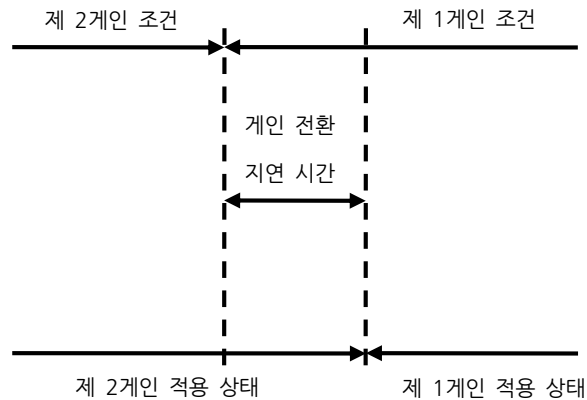 제 2게인 조건
제 1게인 조건
게인 전환
지연 시간
제 2게인 적용 상태
제 1게인 적용 상태